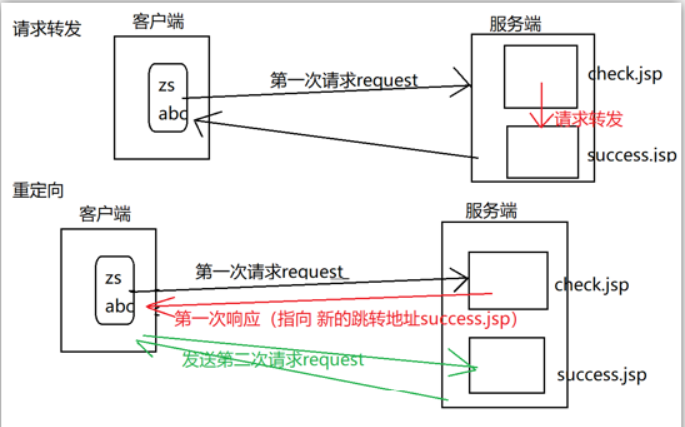 请求转发
客户端
服务端
zs
abc
第一次请求request
check.jsp
请求转发
success.jsp
重定向
客户端
服务端
zs
abc
第一次请求request
check.jsp
第一次响应（指向 新的跳转地址success.jsp）
发送第二次请求request
success.jsp